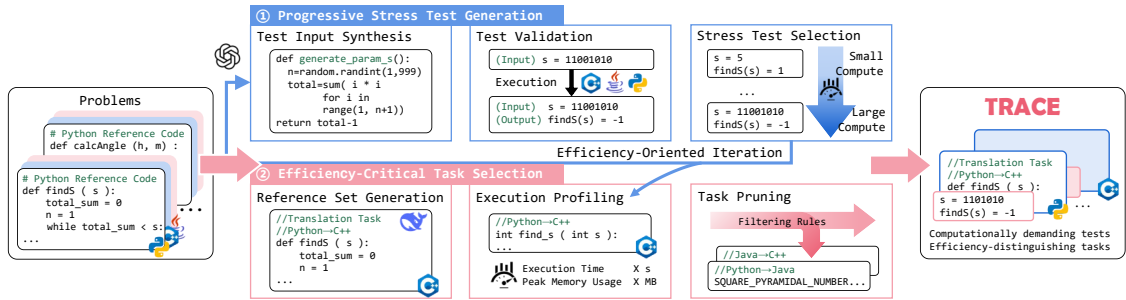 Problems
# Python Reference Code
def calcAngle (h, m) :
# Python Reference Code
def findS ( s ):
total_sum = 0
n = 1
while total_sum < s:
...
...
① Progressive Stress Test Generation
Test Input Synthesis
def generate_param_s():
n=random.randint(1,999)
total=sum( i * i
for i in
range(1, n+1))
return total-1
Test Validation
(Input) s = 11001010
Execution
(Input) s = 11001010
(Output) findS(s) = -1
Stress Test Selection
s = 5
findS(s) = 1
...
s = 11001010
findS(s) = -1
Small
Compute
Large
Compute
Efficiency-Oriented Iteration
② Efficiency-Critical Task Selection
Reference Set Generation
//Translation Task
//Python→C++
def findS ( s ):
total_sum = 0
n = 1
...
Execution Profiling
//Python→C++
int find_s ( int s ):
...
Execution Time X s
Peak Memory Usage X MB
Task Pruning
Filtering Rules
//Java→C++
//Python→Java
SQUARE_PYRAMIDAL_NUMBER...
TRACE
//Translation Task
//Python→C++
def findS ( s ):
s = 1101010
findS(s) = -1
...
Computationally demanding tests
Efficiency-distinguishing tasks